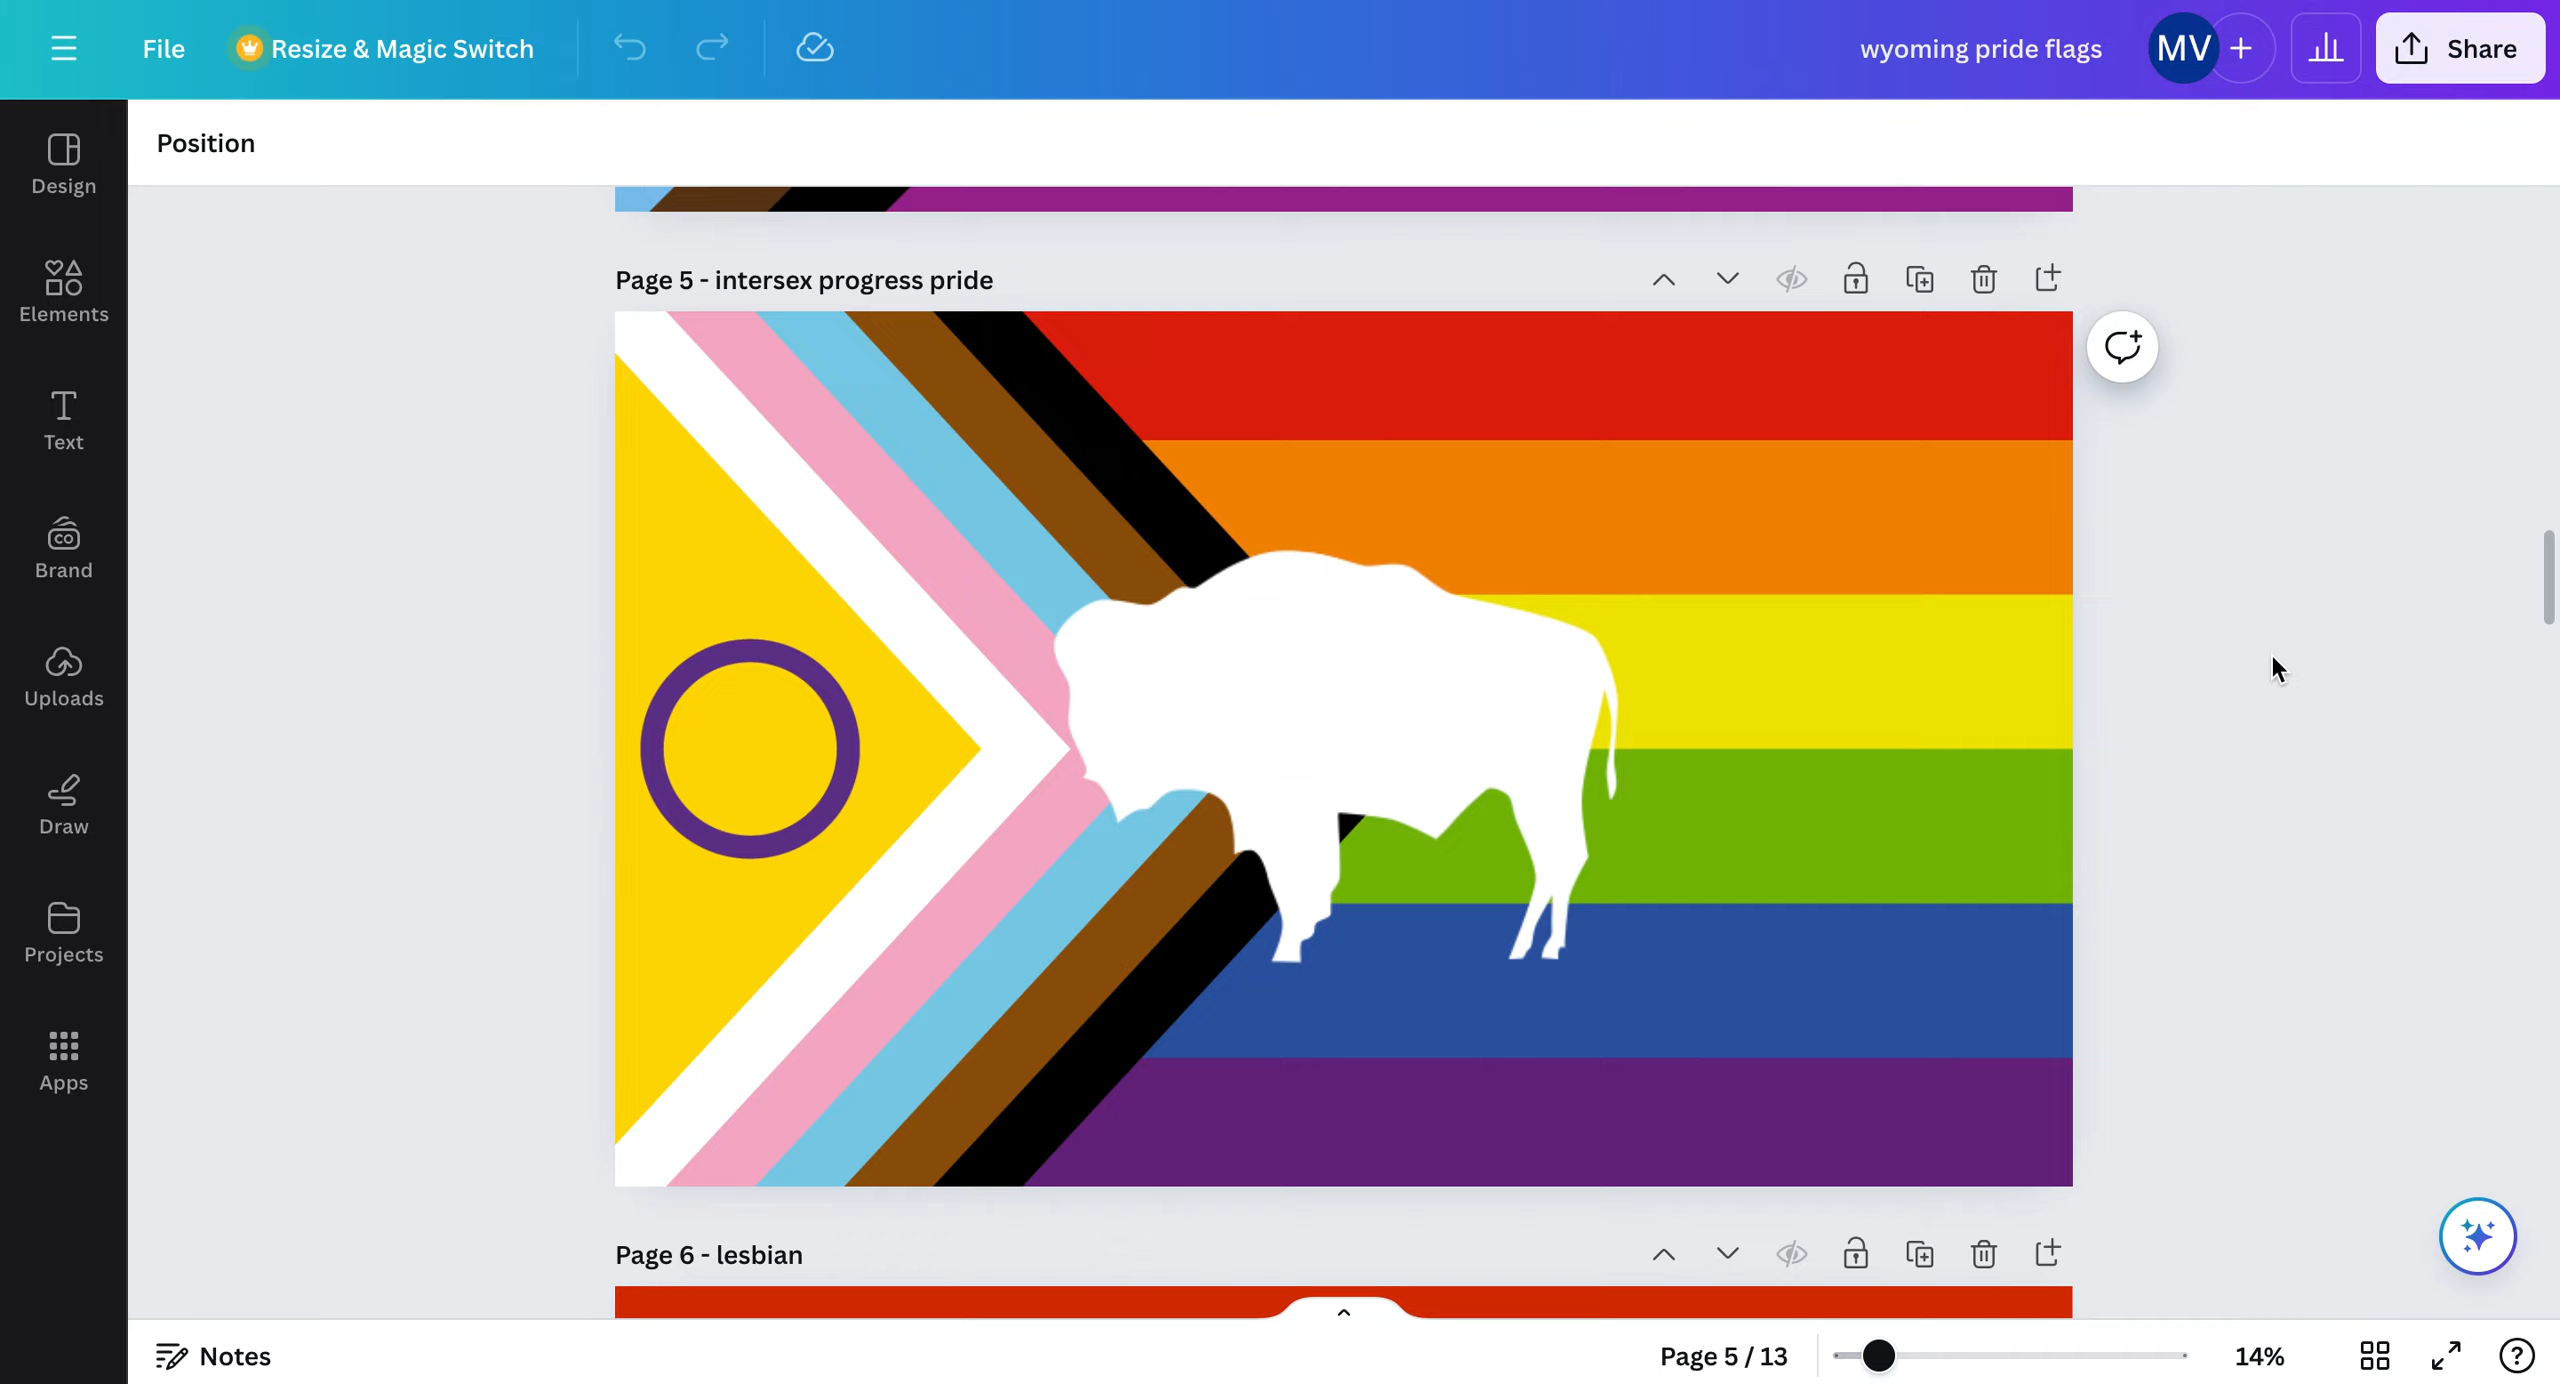 File
Resize & Magic Switch
wyoming pride flags
MV
Share
Position
Design
Elements
Text
CO
Brand
Uploads
Draw
Projects
Apps
Page 5 - intersex progress pride
Page 6 - lesbian
Notes
Page 5 / 13
14%